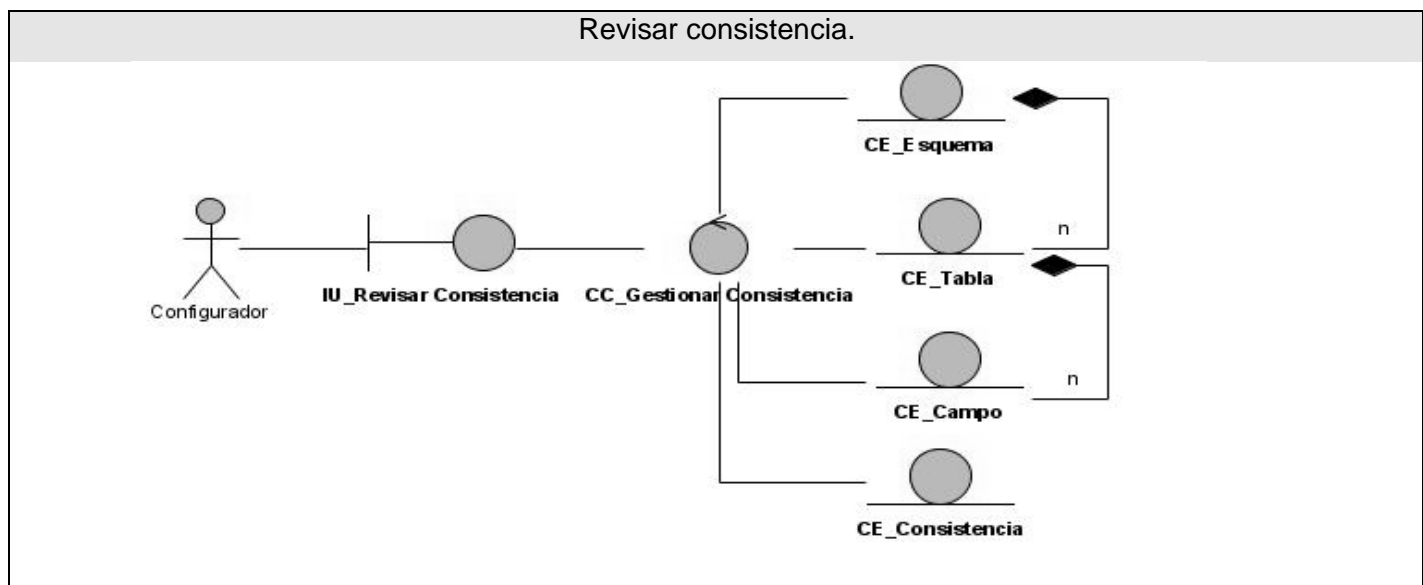 Revisar consistencia.
CE_Esquema
n
CE_Tabla
Configurador
IU_Revisar Consistencia
CC_Gestionar Consistencia
n
CE_Campo
CE_Consistencia